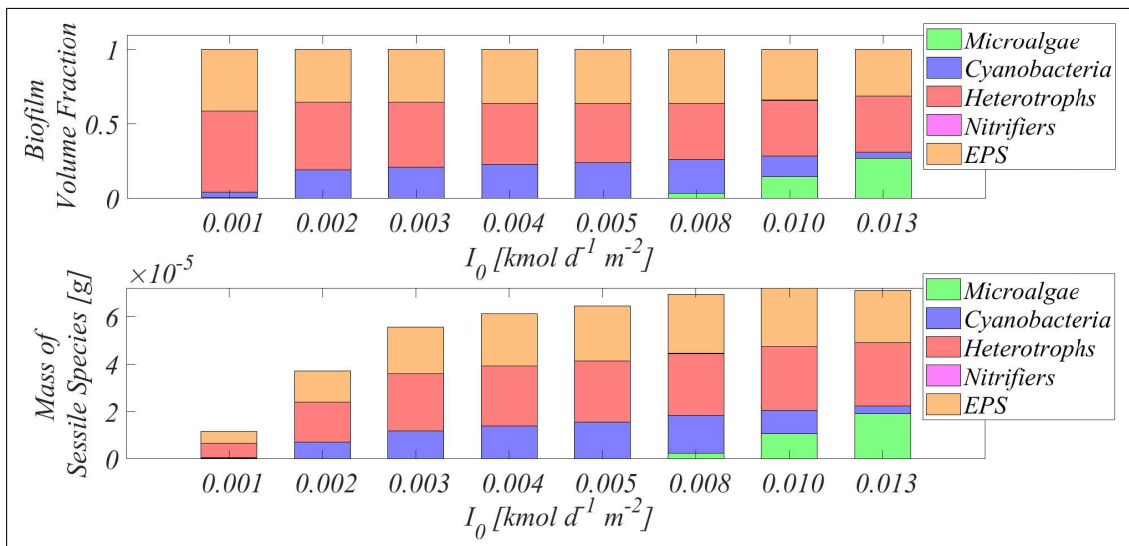 Biofilm
Volume Fraction
1
0.5
0
0.001 0.002 0.003 0.004 0.005 0.008 0.010 0.013
I₀ [kmol d⁻¹ m⁻²]
Microalgae
Cyanobacteria
Heterotrophs
Nitrifiers
EPS
Mass of
Sessile Species [g]
×10⁻⁵
6
4
2
0
0.001 0.002 0.003 0.004 0.005 0.008 0.010 0.013
I₀ [kmol d⁻¹ m⁻²]
Microalgae
Cyanobacteria
Heterotrophs
Nitrifiers
EPS